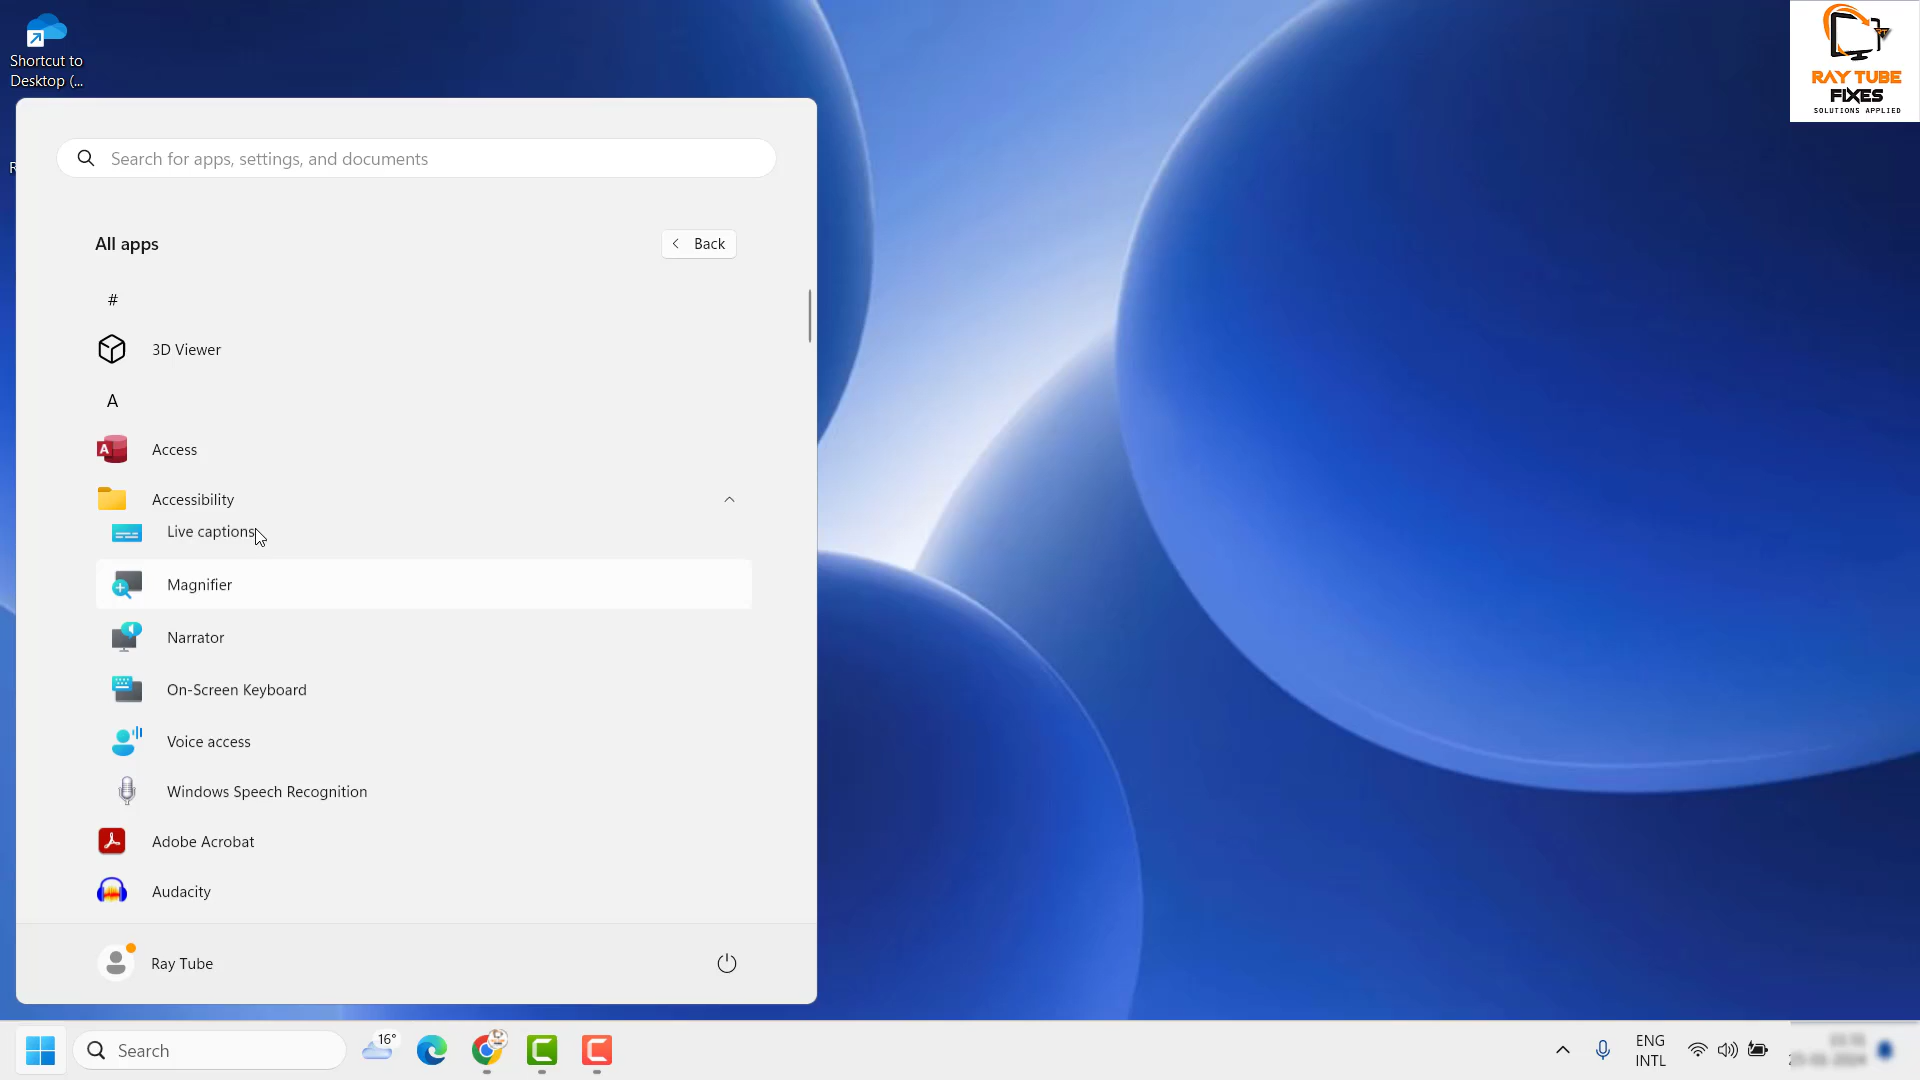 Shortcut to
Desktop (...
RAY TUBE
FIXES
SOLUTIONS APPLIED
Search for apps, settings, and documents
All apps
Back
#
3D Viewer
A
Access
Accessibility
Live captions
Magnifier
Narrator
On-Screen Keyboard
Voice access
Windows Speech Recognition
Adobe Acrobat
Audacity
Ray Tube
Search
16°
ENG
INTL